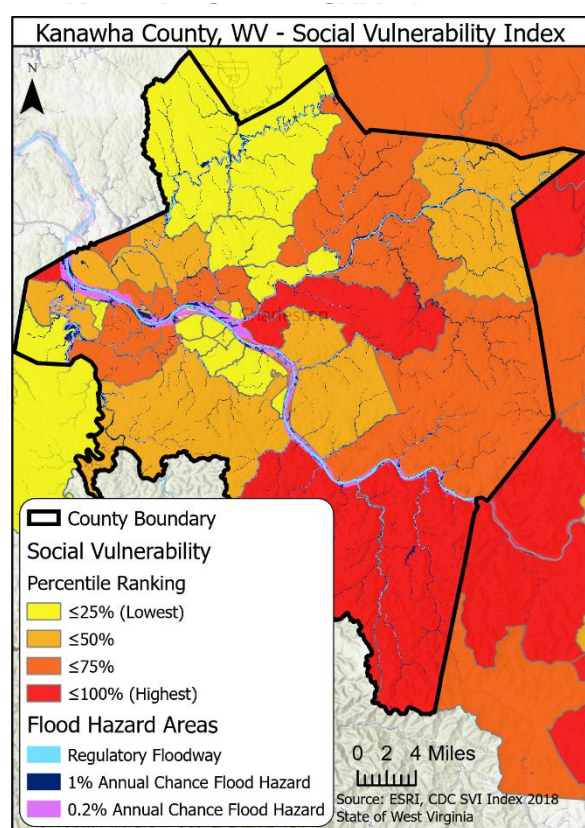 Kanawha County, WV - Social Vulnerability Index
N
77
Charleston
County Boundary
Social Vulnerability
Percentile Ranking
≤25% (Lowest)
≤50%
≤75%
≤100% (Highest)
Flood Hazard Areas
Regulatory Floodway
1% Annual Chance Flood Hazard
0.2% Annual Chance Flood Hazard
0 2 4 Miles
Source: ESRI, CDC SVI Index 2018
State of West Virginia